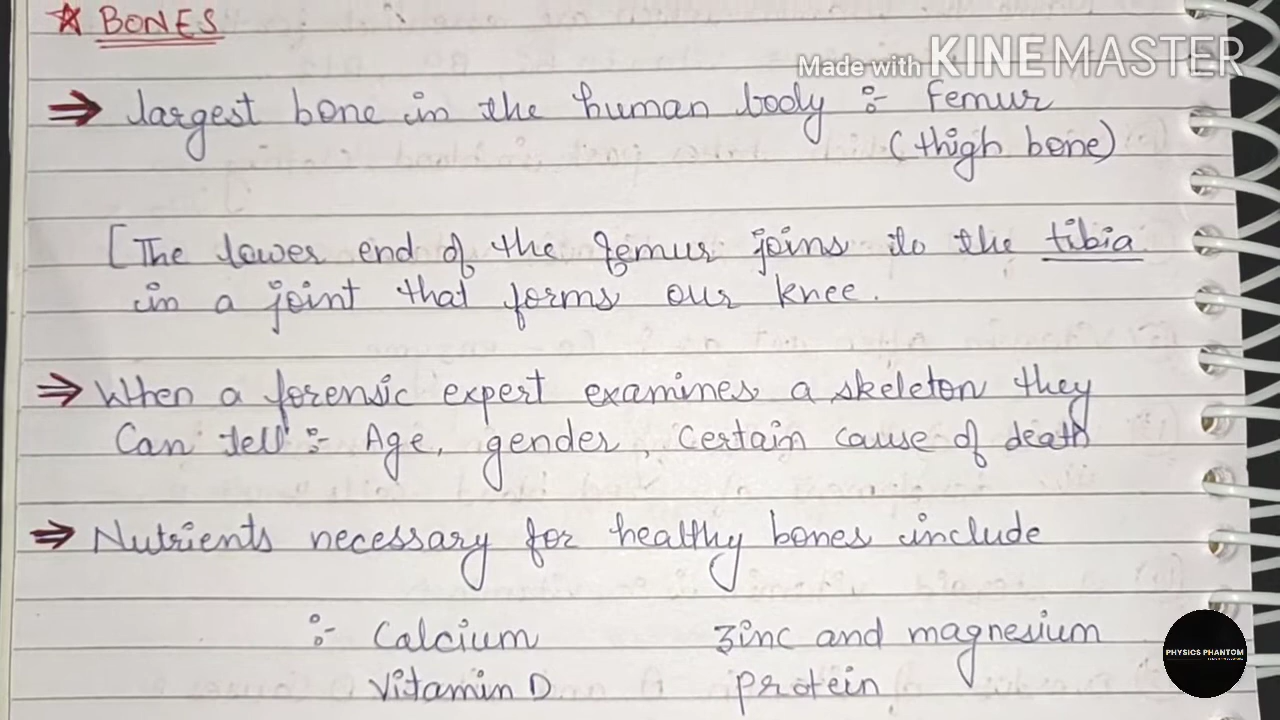 ☆ BONES
Made with KINEMASTER
⇒ largest bone in the human body :- Femur
(thigh bone)
[The lower end of the femur joins to the tibia
in a joint that forms our knee.
⇒ When a forensic expert examines a skeleton they
Can tell :- Age, gender, Certain cause of death
⇒ Nutrients necessary for healthy bones include
:- Calcium Zinc and magnesium
Vitamin D Protein
PHYSICS PHANTOM